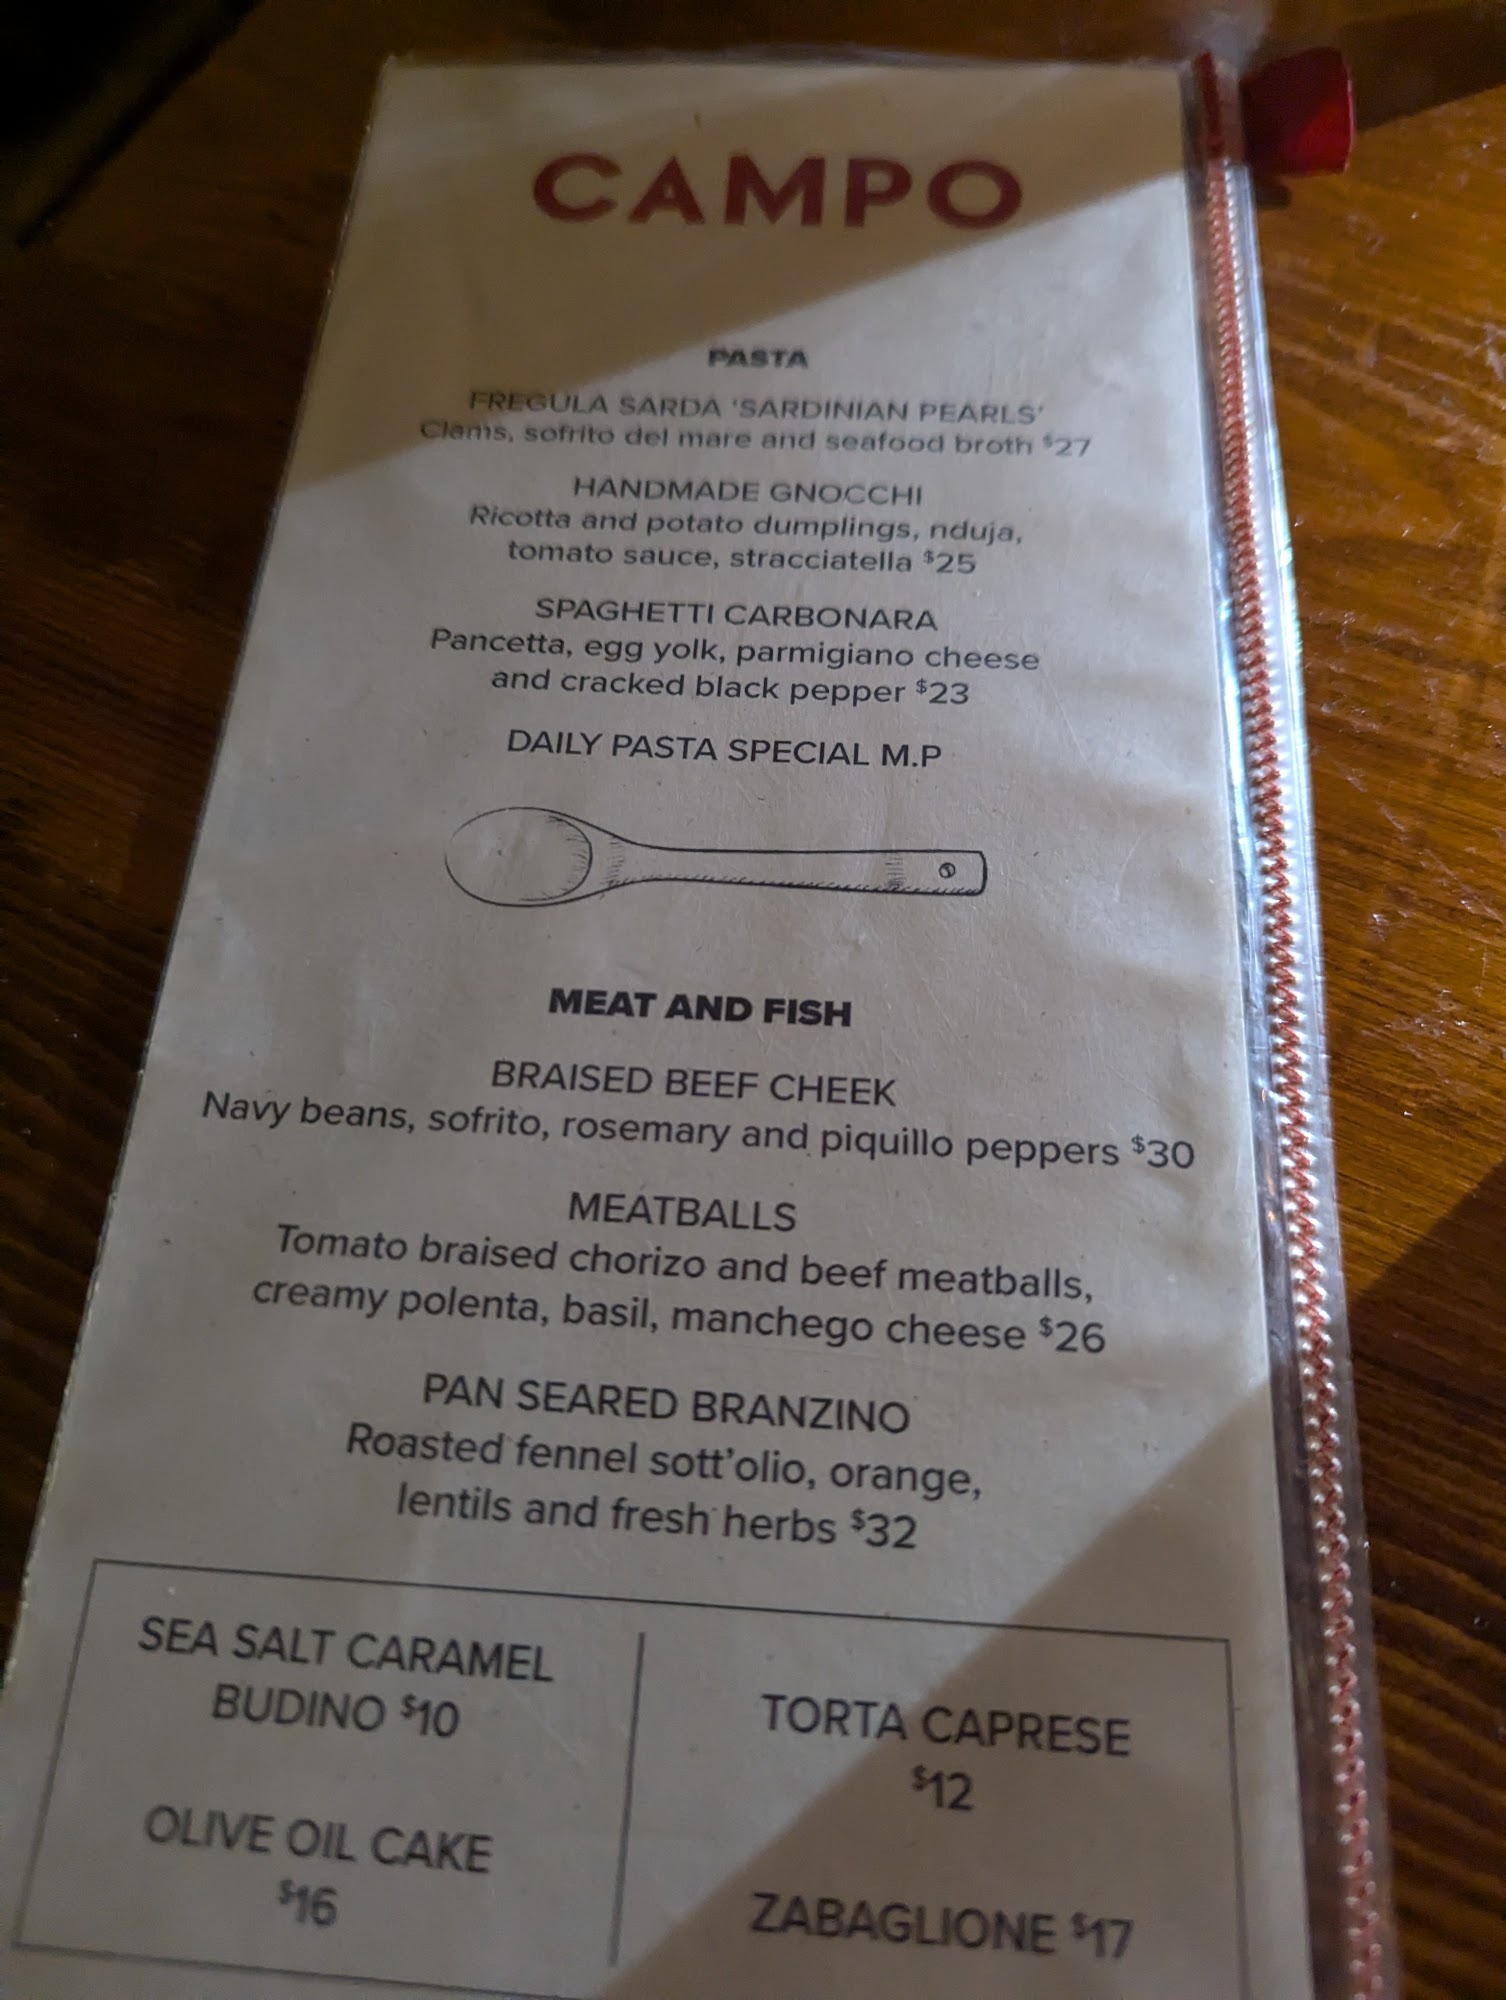 CAMPO
PASTA
FREGULA SARDA 'SARDINIAN PEARLS'
Clams, sofrito del mare and seafood broth $27
HANDMADE GNOCCHI
Ricotta and potato dumplings, nduja,
tomato sauce, stracciatella $25
SPAGHETTI CARBONARA
Pancetta, egg yolk, parmigiano cheese
and cracked black pepper $23
DAILY PASTA SPECIAL M.P
MEAT AND FISH
BRAISED BEEF CHEEK
Navy beans, sofrito, rosemary and piquillo peppers $30
MEATBALLS
Tomato braised chorizo and beef meatballs,
creamy polenta, basil, manchego cheese $26
PAN SEARED BRANZINO
Roasted fennel sott'olio, orange,
lentils and fresh herbs $32
SEA SALT CARAMEL
BUDINO $10
OLIVE OIL CAKE
$16
TORTA CAPRESE
$12
ZABAGLIONE $17